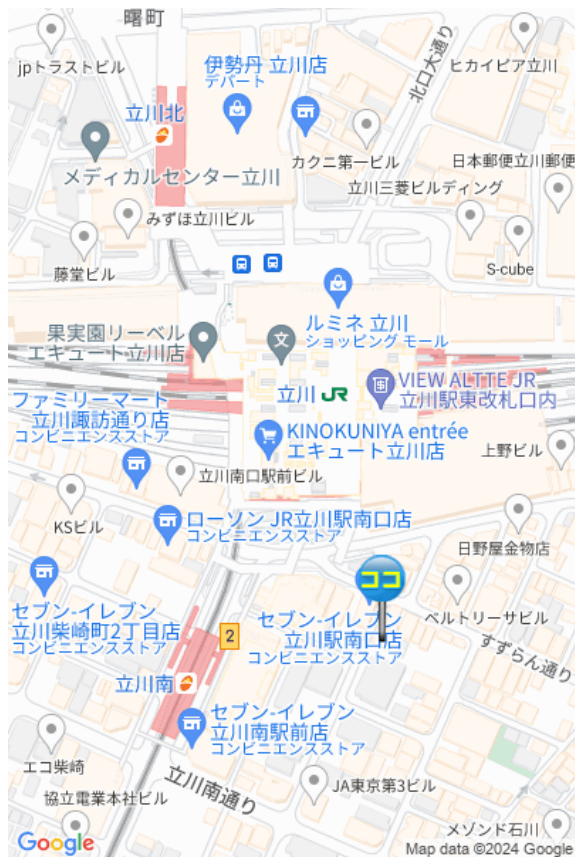 曙町
jpトラストビル
伊勢丹 立川店
デパート
北口大通り
ヒカイピア立川
立川北
カクニ第一ビル
日本郵便立川郵便
メディカルセンター立川
立川三菱ビルディング
みずほ立川ビル
藤堂ビル
S-cube
ルミネ 立川
ショッピング モール
果実園リーベル
エキュート立川店
立川 JR
VIEW ALTTE JR
立川駅東改札口内
ファミリーマート
立川諏訪通り店
コンビニエンスストア
KINOKUNIYA entrée
エキュート立川店
上野ビル
立川南口駅前ビル
KSビル
ローソン JR立川駅南口店
コンビニエンスストア
日野屋金物店
ココ
セブン-イレブン
立川柴崎町2丁目店
コンビニエンスストア
セブン-イレブン
立川駅南口店
コンビニエンスストア
ベルトリーサビル
2
すずらん通り
立川南
セブン-イレブン
立川南駅前店
コンビニエンスストア
エコ柴崎
立川南通り
JA東京第3ビル
協立電業本社ビル
メゾンド石川
Google
Map data ©2024 Google